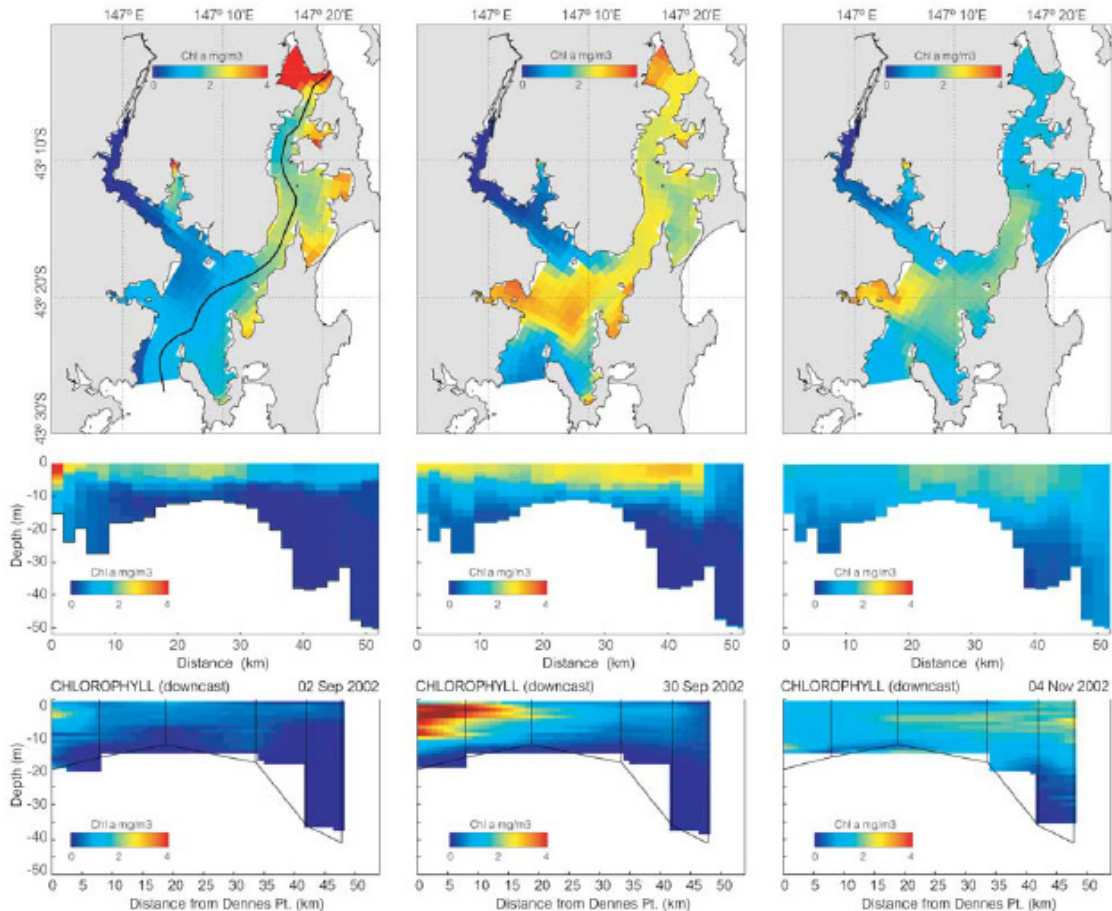 147° E 147° 10'E 147° 20'E 147° E 147° 10'E 147° 20'E 147° E 147° 10'E 147° 20'E
Chl a mg/m3 Chl a mg/m3 Chl a mg/m3
0 2 4 0 2 4 0 2 4
43° 10'S
43° 20'S
43° 30'S
Depth (m)
0
-10
-20
-30
-40
-50
Chl a mg/m3 Chl a mg/m3 Chl a mg/m3
0 2 4 0 2 4 0 2 4
0 10 20 30 40 50 0 10 20 30 40 50 0 10 20 30 40 50
Distance (km) Distance (km) Distance (km)
CHLOROPHYLL (downcast) 02 Sep 2002 CHLOROPHYLL (downcast) 30 Sep 2002 CHLOROPHYLL (downcast) 04 Nov 2002
Depth (m)
0
-10
-20
-30
-40
-50
Chl a mg/m3 Chl a mg/m3 Chl a mg/m3
0 2 4 0 2 4 0 2 4
0 5 10 15 20 25 30 35 40 45 50 0 5 10 15 20 25 30 35 40 45 50 0 5 10 15 20 25 30 35 40 45 50
Distance from Dennes Pt. (km) Distance from Dennes Pt. (km) Distance from Dennes Pt. (km)